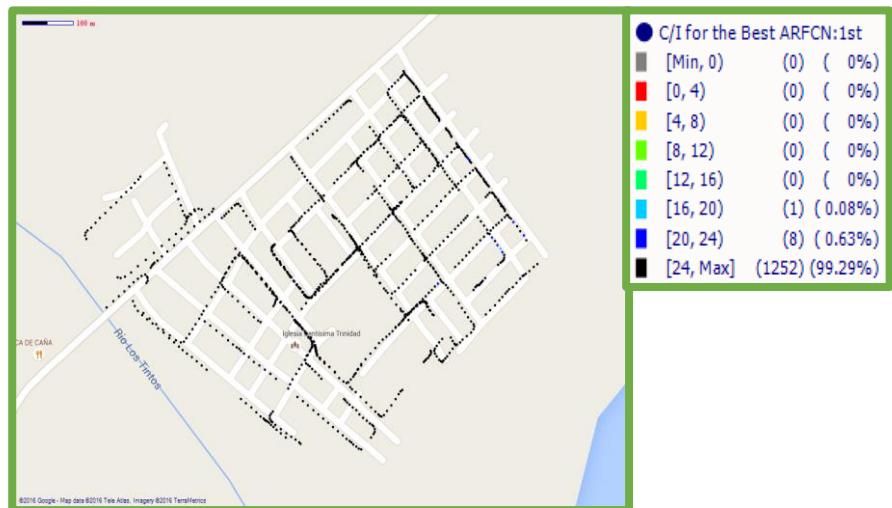 100 m
CA DE CAÑA
Río Los Tintos
Iglesia Santísima Trinidad
©2016 Google - Map data ©2016 Tele Atlas, Imagery ©2016 TerraMetrics
C/I for the Best ARFCN:1st
[Min, 0) (0) ( 0%)
[0, 4) (0) ( 0%)
[4, 8) (0) ( 0%)
[8, 12) (0) ( 0%)
[12, 16) (0) ( 0%)
[16, 20) (1) ( 0.08%)
[20, 24) (8) ( 0.63%)
[24, Max] (1252) (99.29%)